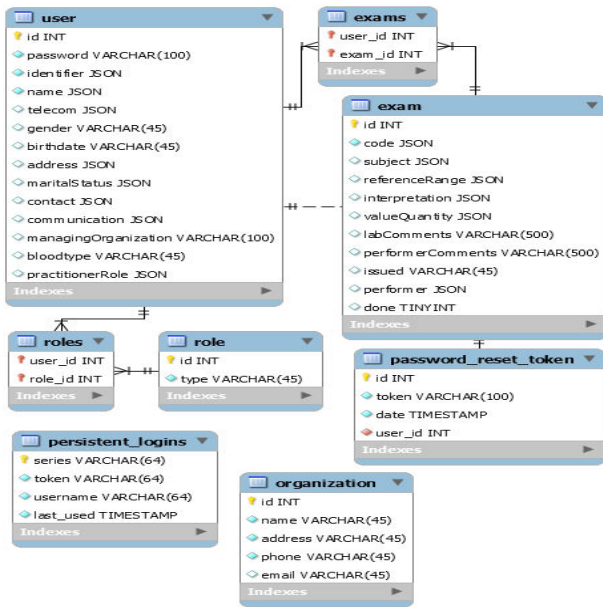 user
id INT
password VARCHAR(100)
identifier JSON
name JSON
telecom JSON
gender VARCHAR(45)
birthdate VARCHAR(45)
address JSON
maritalStatus JSON
contact JSON
communication JSON
managingOrganization VARCHAR(100)
bloodtype VARCHAR(45)
practitionerRole JSON
Indexes
exams
user_id INT
exam_id INT
Indexes
exam
id INT
code JSON
subject JSON
referenceRange JSON
interpretation JSON
valueQuantity JSON
labComments VARCHAR(500)
performerComments VARCHAR(500)
issued VARCHAR(45)
performer JSON
done TINYINT
Indexes
roles
user_id INT
role_id INT
Indexes
role
id INT
type VARCHAR(45)
Indexes
password_reset_token
id INT
token VARCHAR(100)
date TIMESTAMP
user_id INT
Indexes
persistent_logins
series VARCHAR(64)
token VARCHAR(64)
username VARCHAR(64)
last_used TIMESTAMP
Indexes
organization
id INT
name VARCHAR(45)
address VARCHAR(45)
phone VARCHAR(45)
email VARCHAR(45)
Indexes